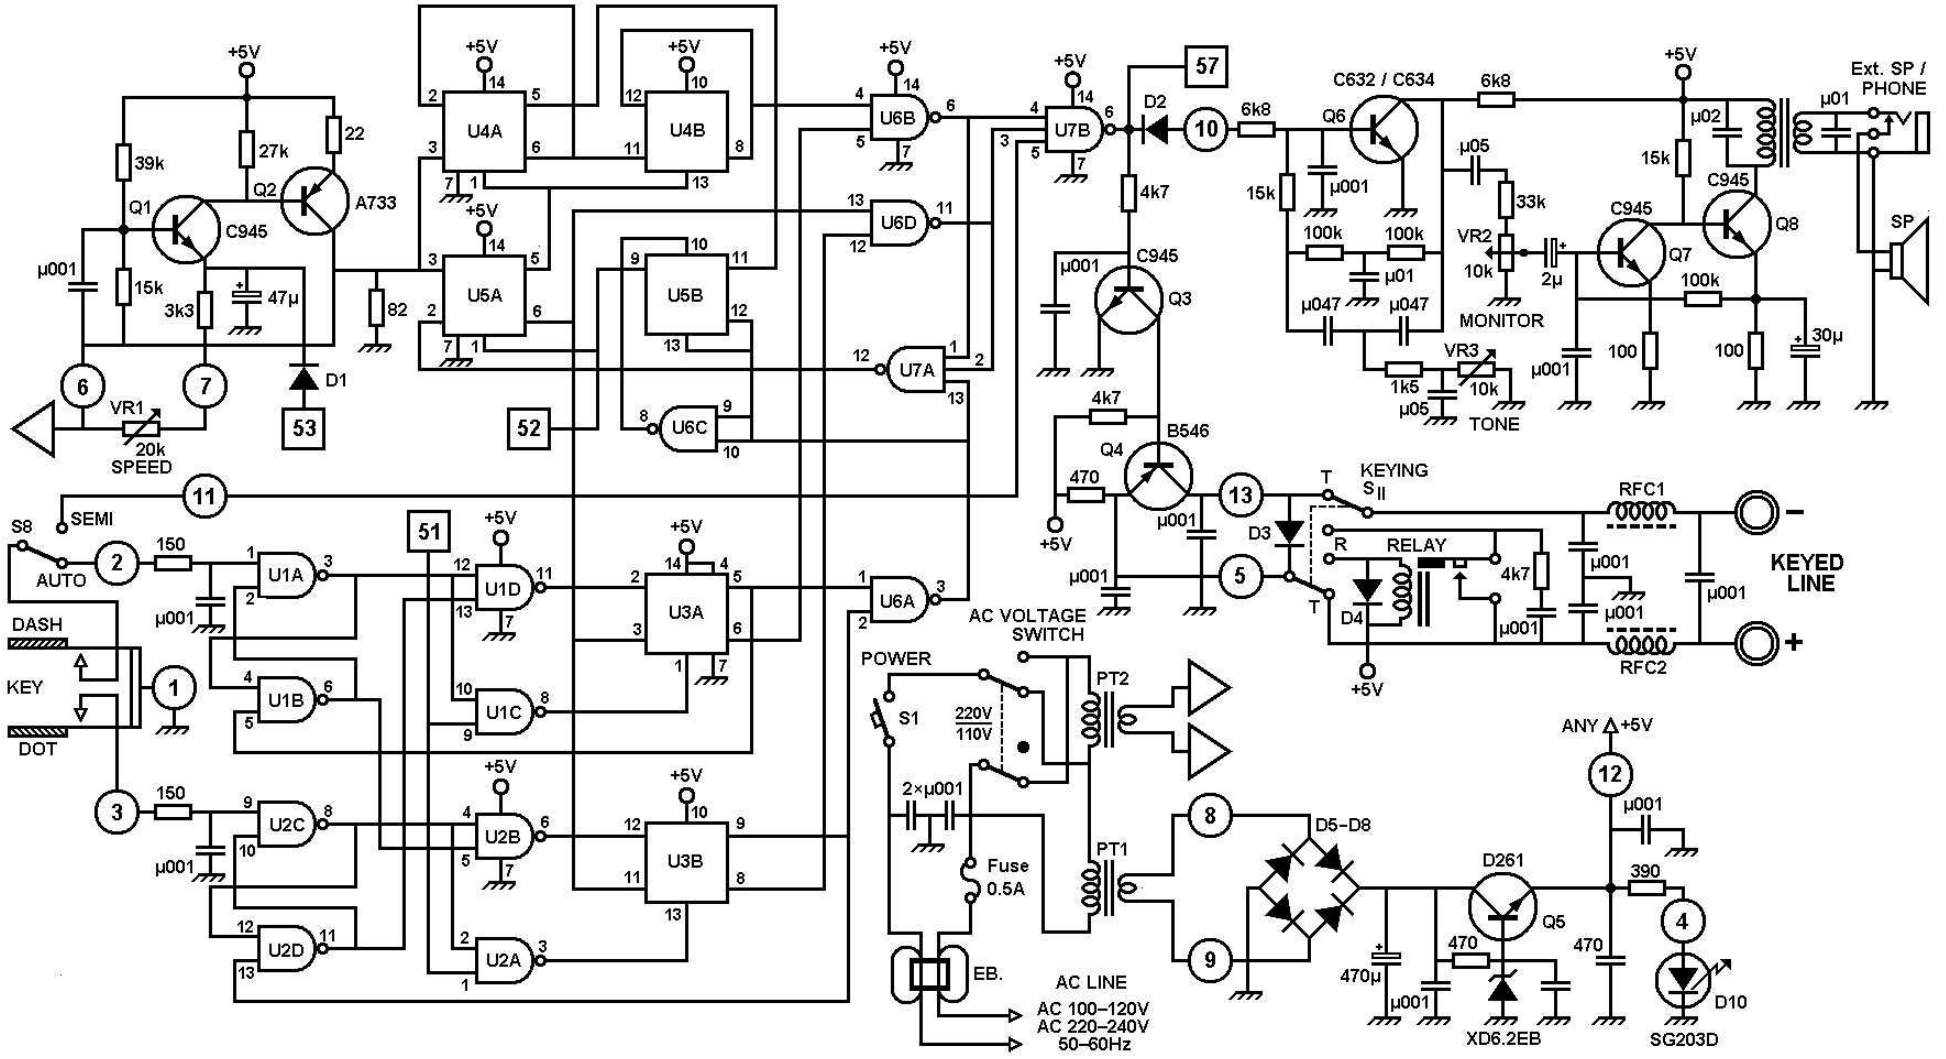 +5V
39k
27k
22
Q1
Q2
C945
A733
µ001
15k
3k3
47µ
82
6
7
D1
53
VR1
20k
SPEED
+5V
14
2
5
U4A
3
6
7
1
+5V
10
12
U4B
11
8
13
+5V
14
3
5
U5A
2
6
7
1
10
9
11
U5B
12
13
52
8
U6C
9
10
12
U7A
1
2
13
+5V
14
4
U6B
6
5
7
13
U6D
11
12
+5V
14
4
3
U7B
6
5
7
57
D2
10
6k8
4k7
C945
µ001
Q3
4k7
B546
Q4
470
+5V
µ001
µ001
C632 / C634
Q6
6k8
15k
µ001
100k
100k
µ01
µ047
µ047
1k5
µ05
VR3
10k
TONE
µ05
33k
VR2
10k
MONITOR
2µ
+5V
µ02
15k
C945
C945
Q7
Q8
100k
µ001
100
100
30µ
µ01
Ext. SP /
PHONE
SP
11
S8
SEMI
AUTO
2
150
µ001
DASH
KEY
DOT
1
3
150
µ001
1
U1A
3
2
4
U1B
6
5
9
U2C
8
10
12
U2D
11
13
51
+5V
14
12
U1D
11
13
7
10
U1C
8
9
+5V
14
4
U2B
6
5
7
2
U2A
3
1
+5V
14
4
2
5
U3A
3
6
1
7
+5V
10
12
9
U3B
11
8
13
1
U6A
3
2
13
5
D3
T
KEYING
S II
R
T
RELAY
D4
+5V
4k7
µ001
µ001
µ001
RFC1
RFC2
µ001
−
KEYED
LINE
+
AC VOLTAGE
SWITCH
POWER
S1
220V
110V
2×µ001
Fuse
0.5A
PT2
PT1
EB.
AC LINE
AC 100–120V
AC 220–240V
50–60Hz
8
9
D5–D8
470µ
µ001
D261
Q5
470
XD6.2EB
ANY
+5V
12
µ001
390
4
470
D10
SG203D